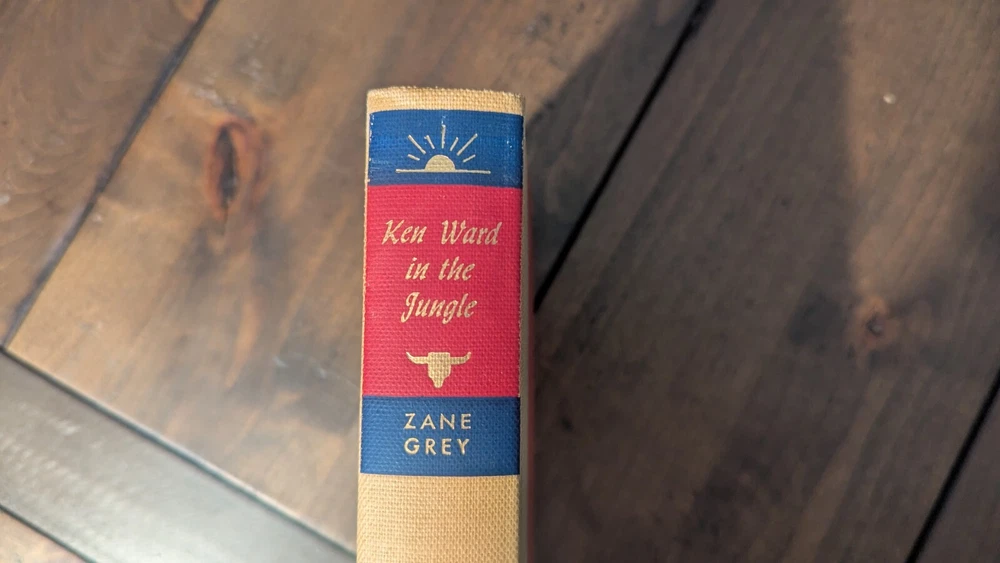 Ken Ward
in the
Jungle
ZANE
GREY